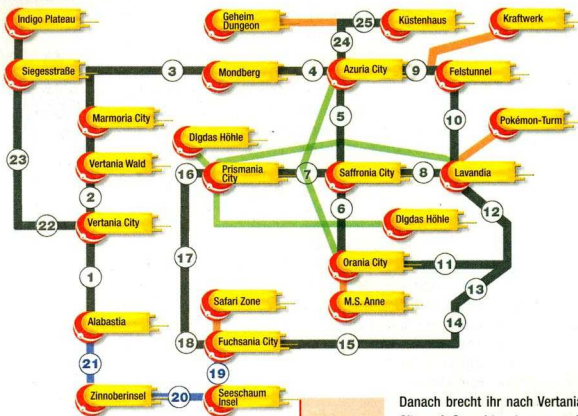 Indigo Plateau
Geheim
Dungeon
25
Küstenhaus
Kraftwerk
24
Siegesstraße
3
Mondberg
4
Azuria City
9
Felstunnel
Marmoria City
5
10
Pokémon-Turm
Digdas Höhle
23
Vertania Wald
16
Prismania
City
7
Saffronia City
8
Lavandia
2
6
12
22
Vertania City
Digdas Höhle
17
Orania City
11
1
13
Safari Zone
M.S. Anne
Alabastia
14
18
Fuchsania City
15
21
19
Zinnoberinsel
20
Seeschaum
Insel
Danach brecht ihr nach Vertania